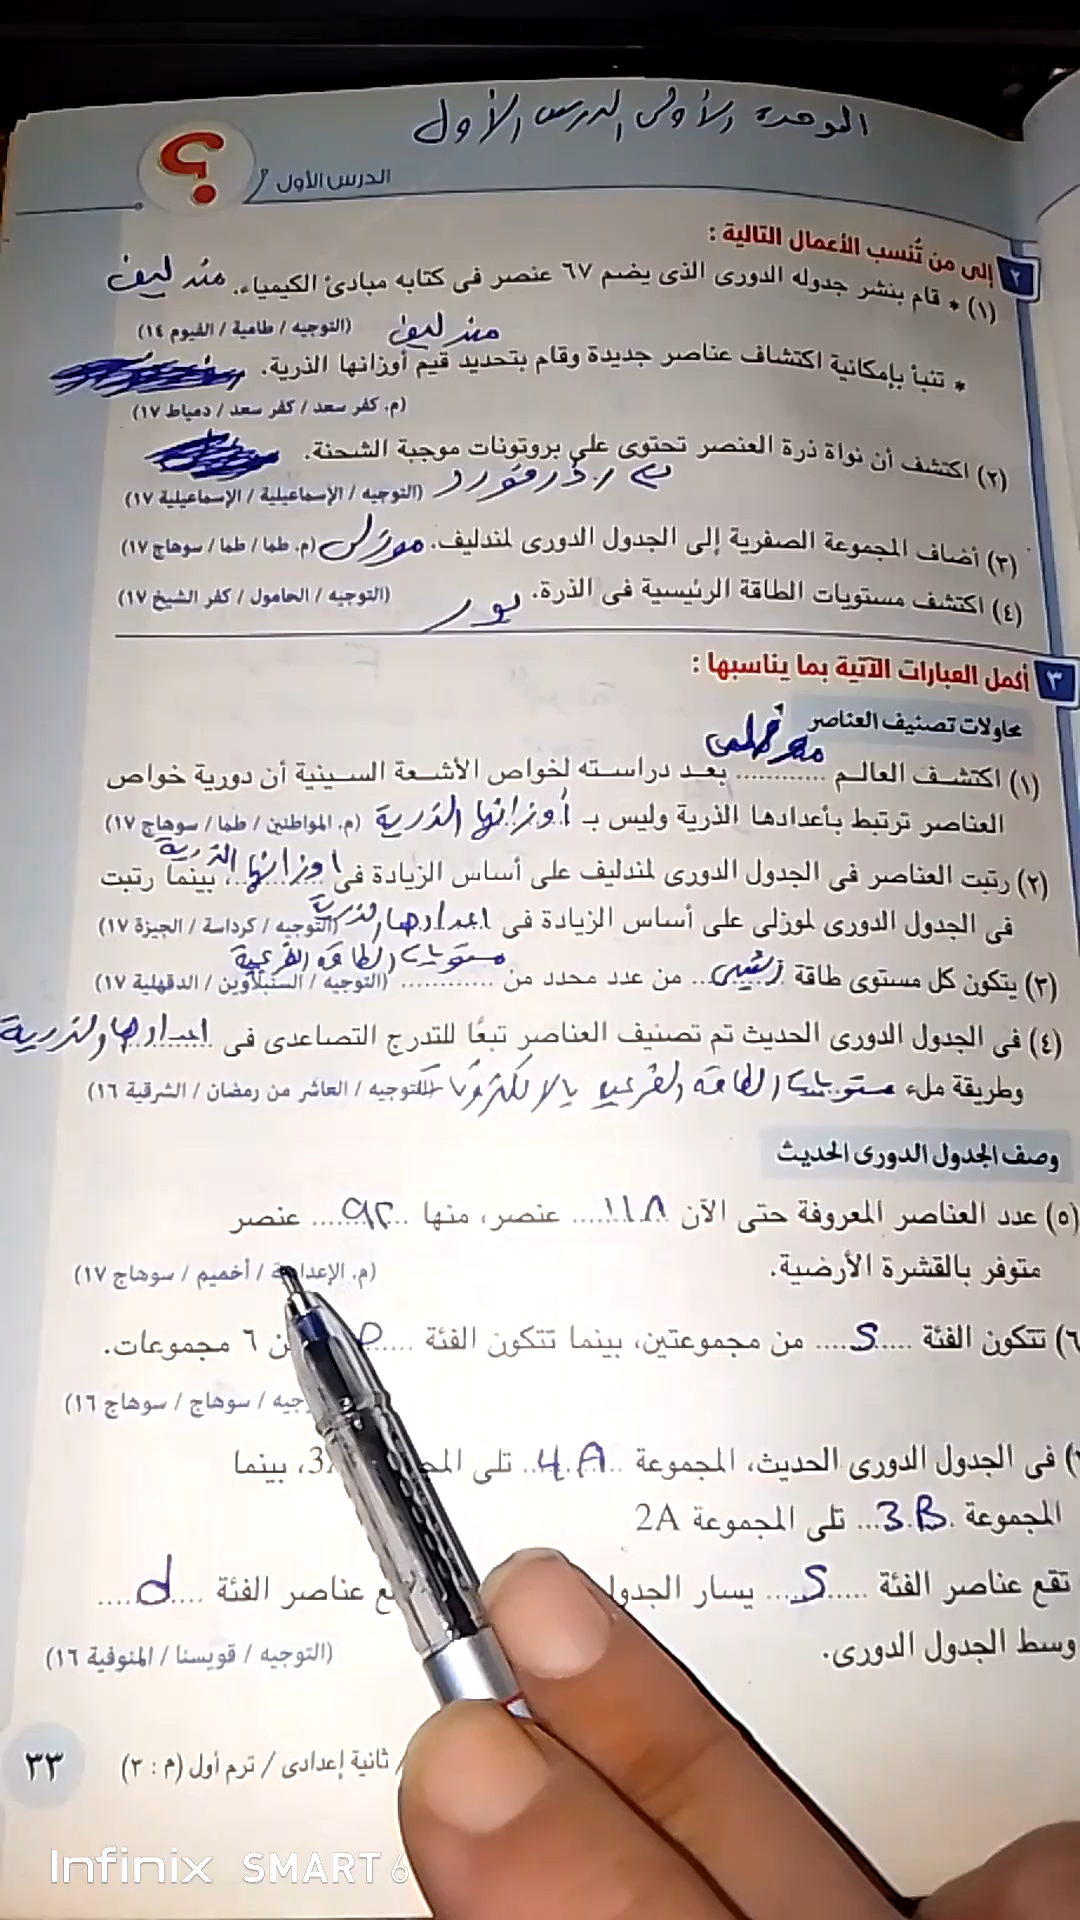 الوحدة الأولى الدرس الأول
الدرس الأول
؟
٢ إلى من تُنسب الأعمال التالية :
(١) * قام بنشر جدوله الدورى الذى يضم ٦٧ عنصر فى كتابه مبادئ الكيمياء. مندليف
مندليف (التوجيه / طامية / الفيوم ١٤)
* تنبأ بإمكانية اكتشاف عناصر جديدة وقام بتحديد قيم أوزانها الذرية.
(م. كفر سعد / كفر سعد / دمياط ١٧)
(٢) اكتشف أن نواة ذرة العنصر تحتوى على بروتونات موجبة الشحنة.
رذرفورد (التوجيه / الإسماعيلية / الإسماعيلية ١٧)
(٣) أضاف المجموعة الصفرية إلى الجدول الدورى لمندليف. موزلى (م. طما / طما / سوهاج ١٧)
(٤) اكتشف مستويات الطاقة الرئيسية فى الذرة. بور (التوجيه / الحامول / كفر الشيخ ١٧)
٣ أكمل العبارات الآتية بما يناسبها :
محاولات تصنيف العناصر
(١) اكتشف العالم ............ بعد دراسته لخواص الأشعة السينية أن دورية خواص
العناصر ترتبط بأعدادها الذرية وليس بـ أوزانها الذرية (م. المواطنين / طما / سوهاج ١٧)
(٢) رتبت العناصر فى الجدول الدورى لمندليف على أساس الزيادة فى اوزانها الذرية، بينما رتبت
فى الجدول الدورى لموزلى على أساس الزيادة فى اعدادها الذرية (التوجيه / كرداسة / الجيزة ١٧)
مستويات الطاقة الفرعية
(٣) يتكون كل مستوى طاقة رئيسى من عدد محدد من ............ (التوجيه / السنبلاوين / الدقهلية ١٧)
(٤) فى الجدول الدورى الحديث تم تصنيف العناصر تبعًا للتدرج التصاعدى فى اعدادها الذرية
وطريقة ملء مستويات الطاقة الفرعية بالالكترونات (التوجيه / العاشر من رمضان / الشرقية ١٦)
وصف الجدول الدورى الحديث
(٥) عدد العناصر المعروفة حتى الآن ١١٨ عنصر، منها ٩٢ عنصر
متوفر بالقشرة الأرضية. (م. الإعدادية / أخميم / سوهاج ١٧)
٦) تتكون الفئة S من مجموعتين، بينما تتكون الفئة P من ٦ مجموعات.
وجيه / سوهاج / سوهاج ١٦)
) فى الجدول الدورى الحديث، المجموعة 4A تلى 3A، بينما
المجموعة 3B تلى المجموعة 2A
تقع عناصر الفئة S يسار الجدول عناصر الفئة d
وسط الجدول الدورى. (التوجيه / قويسنا / المنوفية ١٦)
/ ثانية إعدادى / ترم أول (م : ٣) ٣٣
Infinix SMART 6